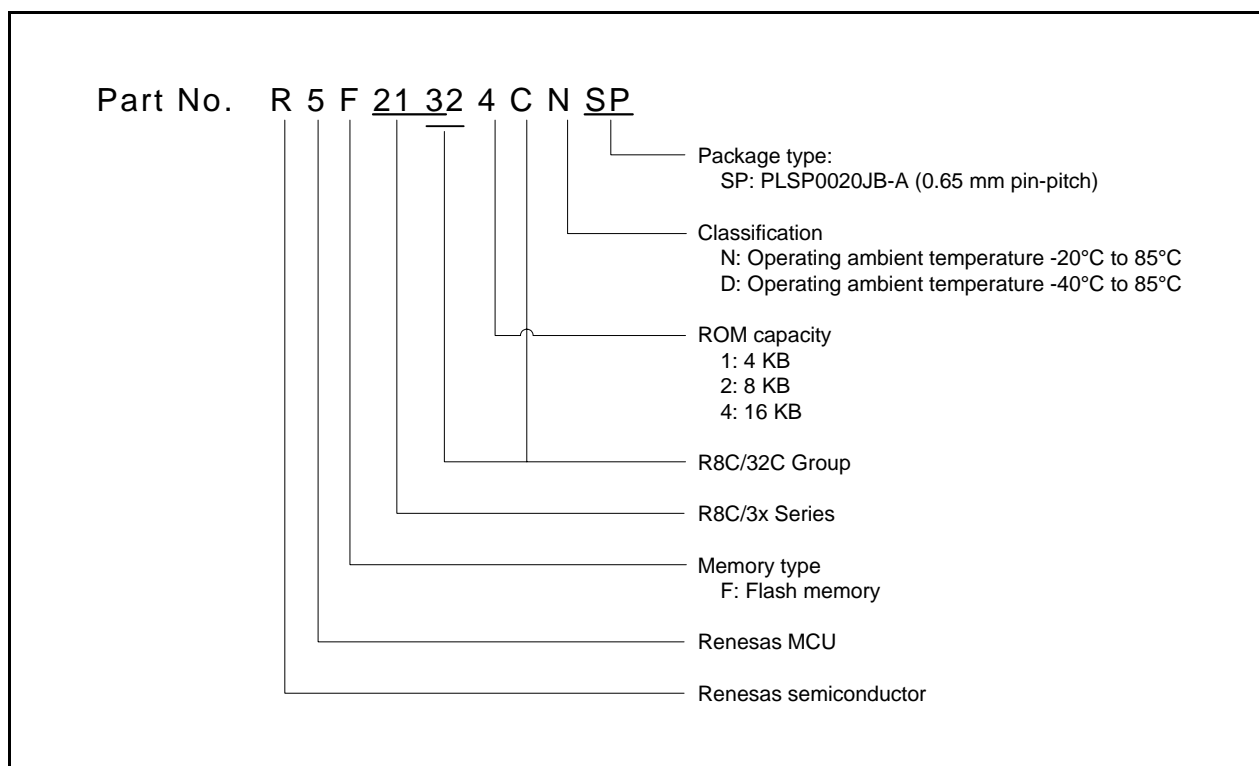 Part No. R 5 F 21 32 4 C N SP
Package type:
SP: PLSP0020JB-A (0.65 mm pin-pitch)
Classification
N: Operating ambient temperature -20°C to 85°C
D: Operating ambient temperature -40°C to 85°C
ROM capacity
1: 4 KB
2: 8 KB
4: 16 KB
R8C/32C Group
R8C/3x Series
Memory type
F: Flash memory
Renesas MCU
Renesas semiconductor